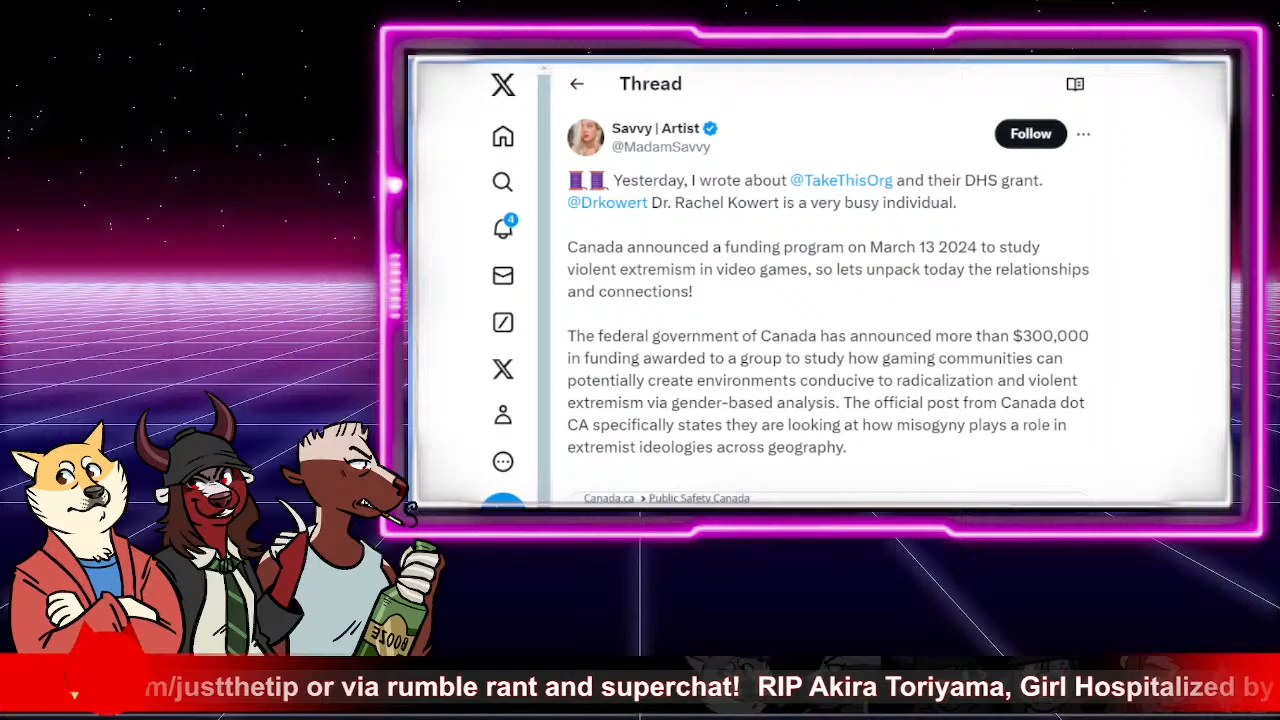 Thread
Savvy | Artist
@MadamSavvy
Follow
Yesterday, I wrote about @TakeThisOrg and their DHS grant.
@Drkowert Dr. Rachel Kowert is a very busy individual.
Canada announced a funding program on March 13 2024 to study
violent extremism in video games, so lets unpack today the relationships
and connections!
The federal government of Canada has announced more than $300,000
in funding awarded to a group to study how gaming communities can
potentially create environments conducive to radicalization and violent
extremism via gender-based analysis. The official post from Canada dot
CA specifically states they are looking at how misogyny plays a role in
extremist ideologies across geography.
Canada.ca > Public Safety Canada
4
BOOZE
m/justthetip or via rumble rant and superchat! RIP Akira Toriyama, Girl Hospitalized by